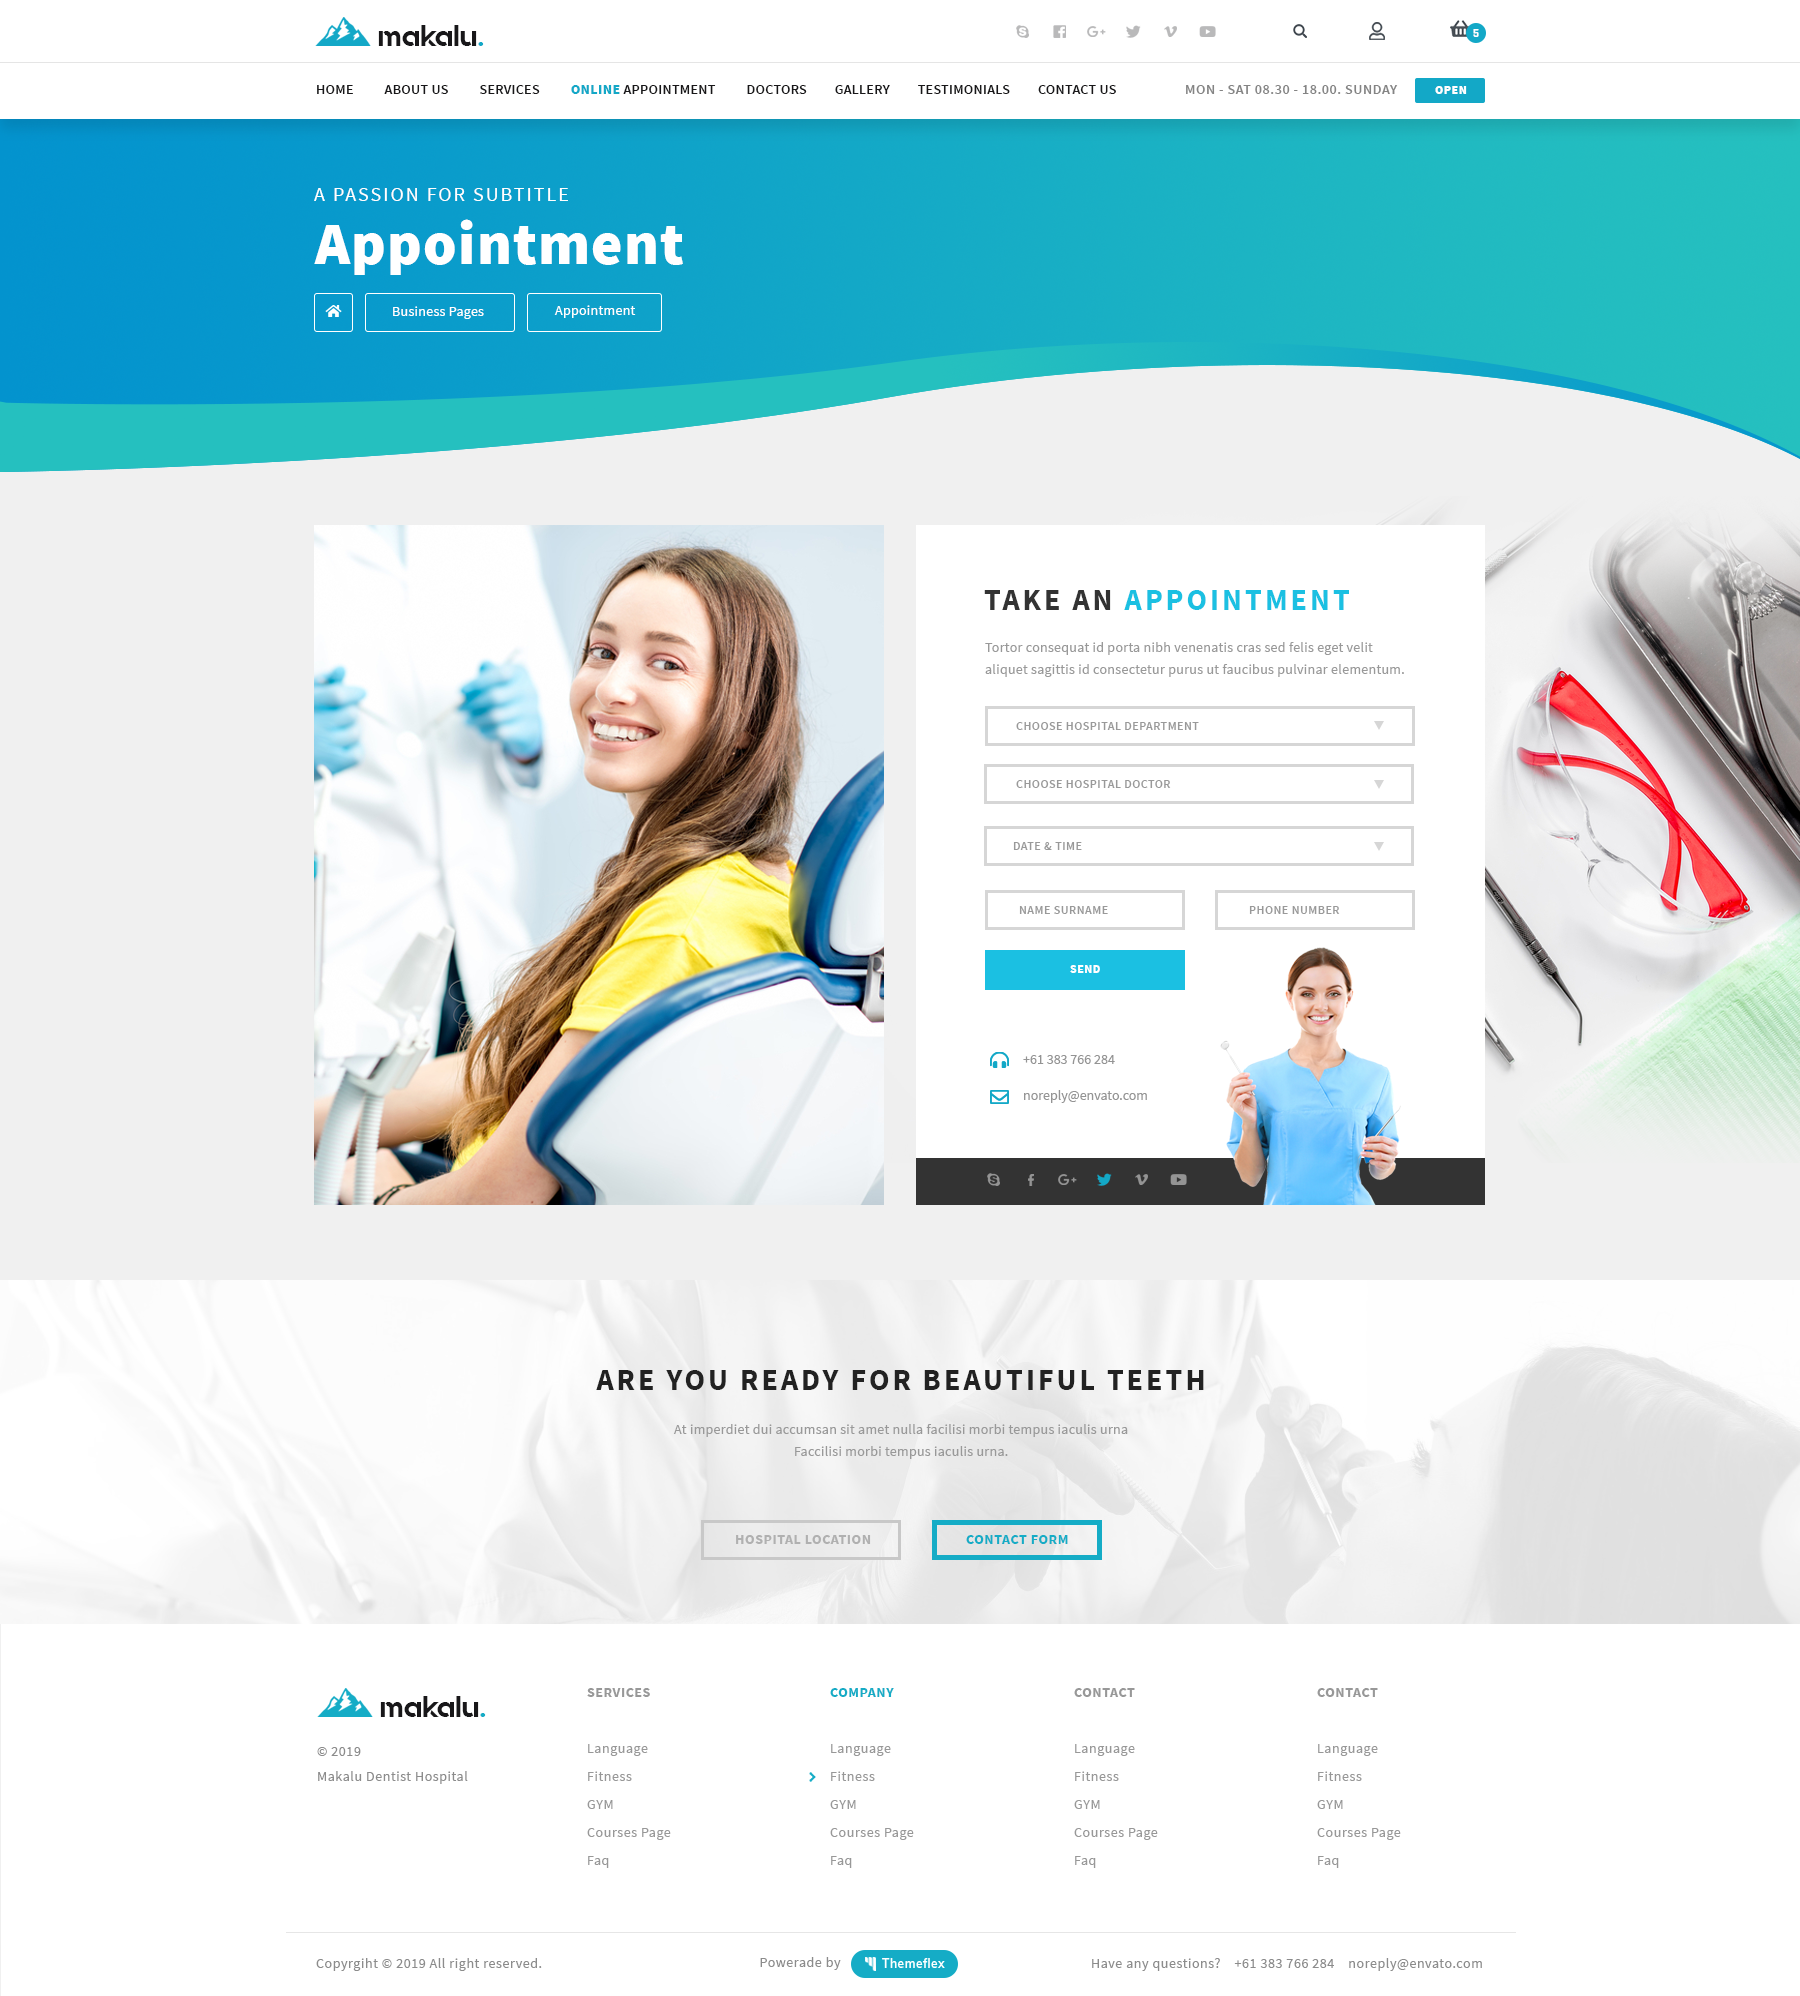 makalu.
5
HOME ABOUT US SERVICES ONLINE APPOINTMENT DOCTORS GALLERY TESTIMONIALS CONTACT US MON - SAT 08.30 - 18.00. SUNDAY OPEN
A PASSION FOR SUBTITLE
Appointment
Business Pages Appointment
TAKE AN APPOINTMENT
Tortor consequat id porta nibh venenatis cras sed felis eget velit
aliquet sagittis id consectetur purus ut faucibus pulvinar elementum.
CHOOSE HOSPITAL DEPARTMENT
CHOOSE HOSPITAL DOCTOR
DATE & TIME
NAME SURNAME PHONE NUMBER
SEND
+61 383 766 284
noreply@envato.com
ARE YOU READY FOR BEAUTIFUL TEETH
At imperdiet dui accumsan sit amet nulla facilisi morbi tempus iaculis urna
Faccilisi morbi tempus iaculis urna.
HOSPITAL LOCATION CONTACT FORM
makalu.
© 2019
Makalu Dentist Hospital
SERVICES
Language
Fitness
GYM
Courses Page
Faq
COMPANY
Language
Fitness
GYM
Courses Page
Faq
CONTACT
Language
Fitness
GYM
Courses Page
Faq
CONTACT
Language
Fitness
GYM
Courses Page
Faq
Copyrigiht © 2019 All right reserved.
Powerade by Themeflex
Have any questions? +61 383 766 284 noreply@envato.com